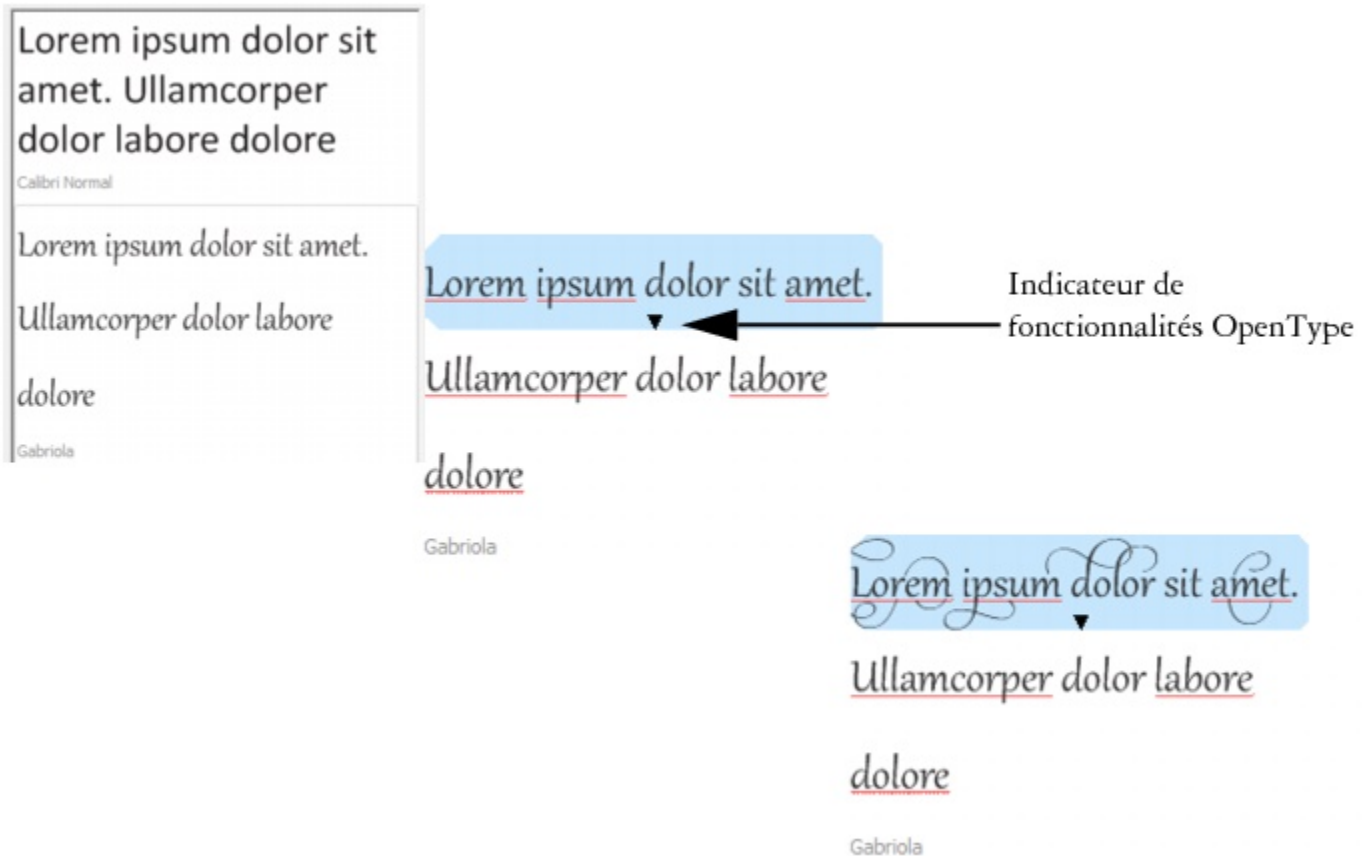 Lorem ipsum dolor sit
amet. Ullamcorper
dolor labore dolore
Calibri Normal
Lorem ipsum dolor sit amet.
Ullamcorper dolor labore
dolore
Gabriola
Lorem ipsum dolor sit amet.
Ullamcorper dolor labore
dolore
Gabriola
Indicateur de
fonctionnalités OpenType
Lorem ipsum dolor sit amet.
Ullamcorper dolor labore
dolore
Gabriola